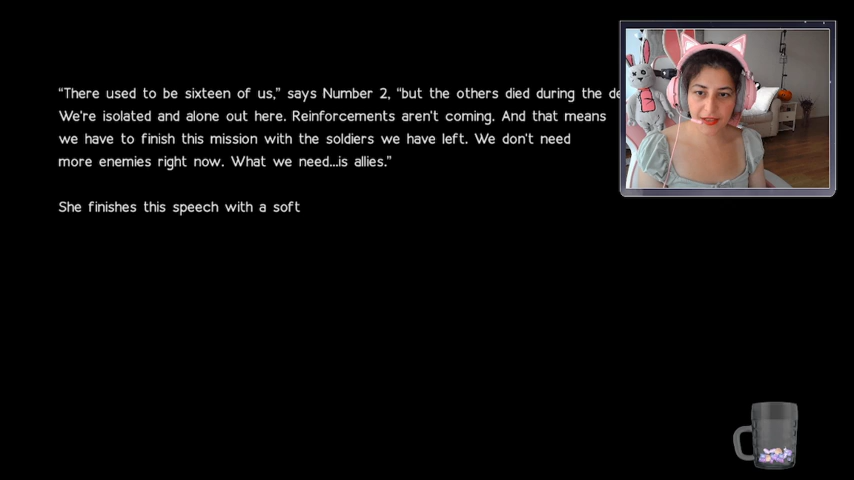 “There used to be sixteen of us,” says Number 2, “but the others died during the
We're isolated and alone out here. Reinforcements aren't coming. And that means
we have to finish this mission with the soldiers we have left. We don't need
more enemies right now. What we need...is allies.”
She finishes this speech with a soft